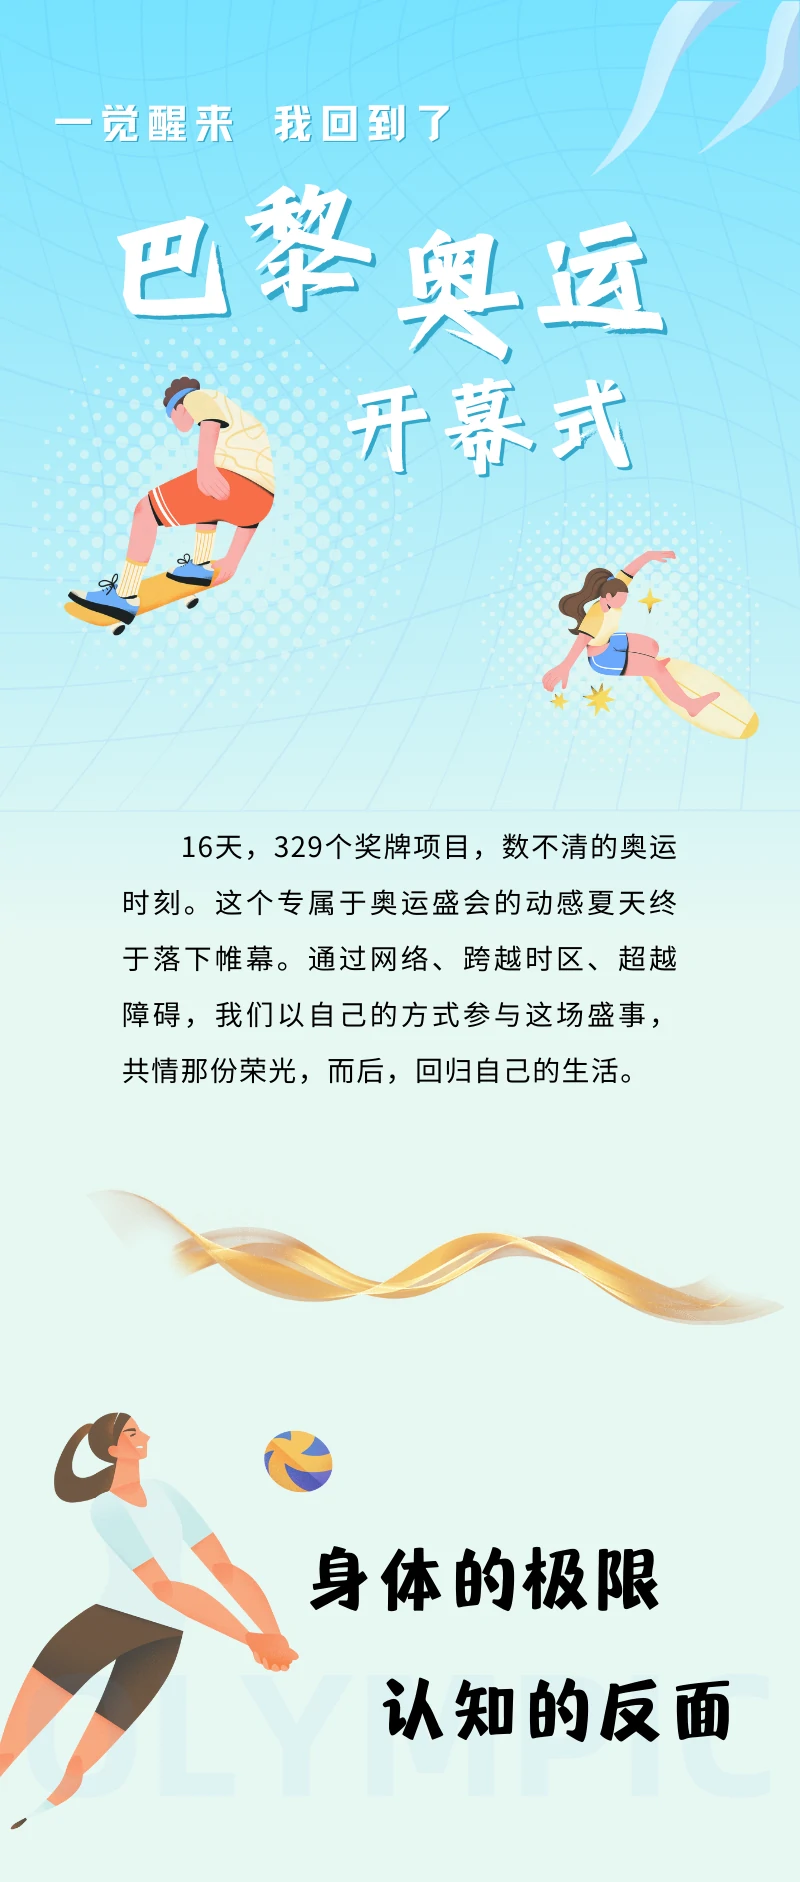 一觉醒来 我回到了
巴黎奥运
开幕式
16天，329个奖牌项目，数不清的奥运
时刻。这个专属于奥运盛会的动感夏天终
于落下帷幕。通过网络、跨越时区、超越
障碍，我们以自己的方式参与这场盛事，
共情那份荣光，而后，回归自己的生活。
身体的极限
认知的反面
OLYMPIC